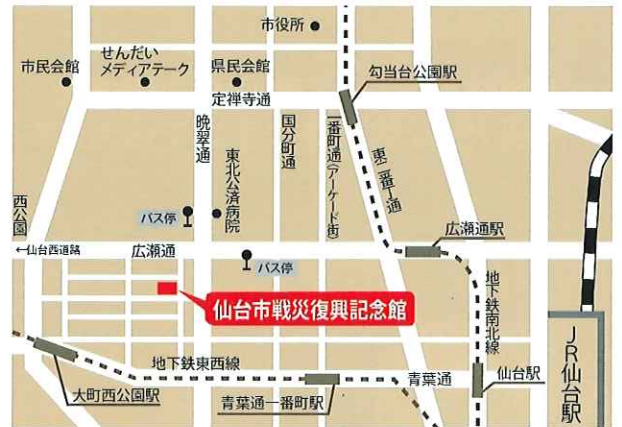 市役所
せんだい
メディアテーク
市民会館
県民会館
定禅寺通
勾当台公園駅
晩翠通
国分町通
一番町通(アーケード街)
東二番丁通
東北公済病院
西公園
バス停
←仙台西道路
広瀬通
広瀬通駅
バス停
仙台市戦災復興記念館
地下鉄南北線
JR仙台駅
地下鉄東西線
大町西公園駅
青葉通一番町駅
青葉通
仙台駅